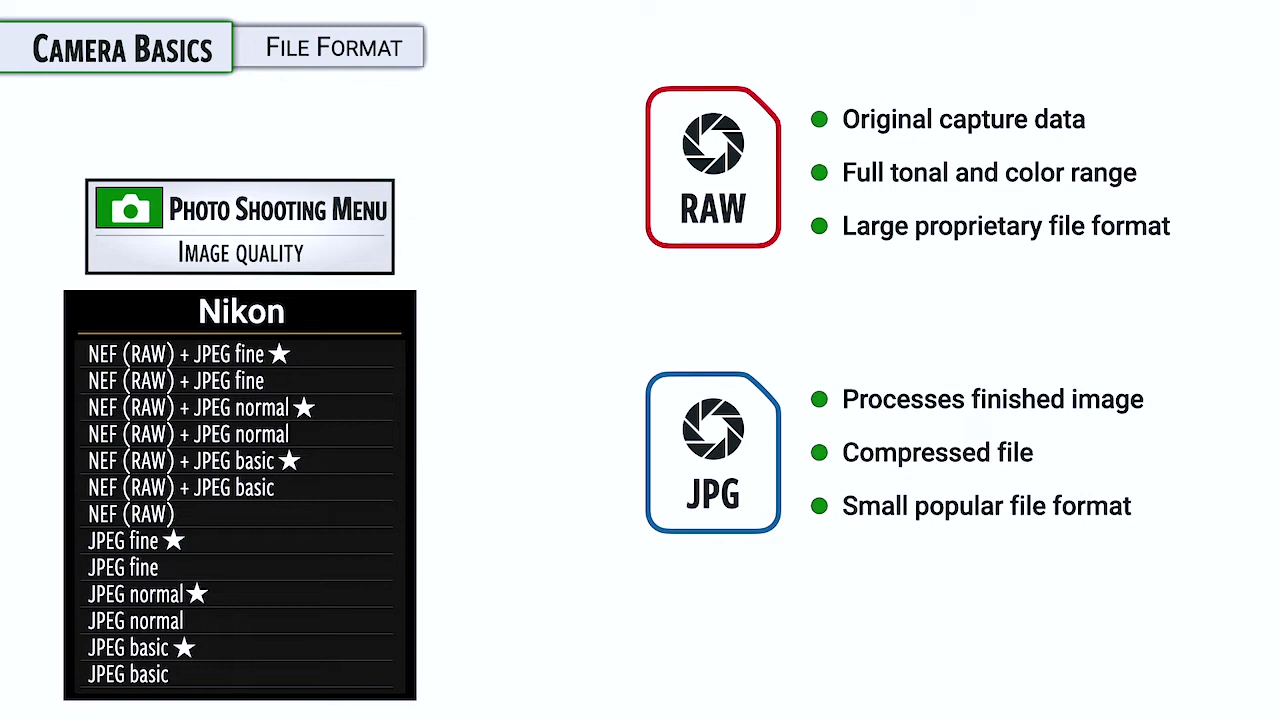 CAMERA BASICS
FILE FORMAT
PHOTO SHOOTING MENU
IMAGE QUALITY
Nikon
NEF (RAW) + JPEG fine ★
NEF (RAW) + JPEG fine
NEF (RAW) + JPEG normal ★
NEF (RAW) + JPEG normal
NEF (RAW) + JPEG basic ★
NEF (RAW) + JPEG basic
NEF (RAW)
JPEG fine ★
JPEG fine
JPEG normal ★
JPEG normal
JPEG basic ★
JPEG basic
RAW
Original capture data
Full tonal and color range
Large proprietary file format
JPG
Processes finished image
Compressed file
Small popular file format